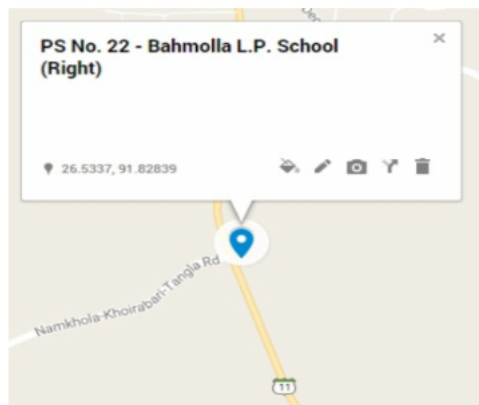 PS No. 22 - Bahmolla L.P. School
(Right)
26.5337, 91.82839
Namkhola-Khoirabari-Tangla Rd
11